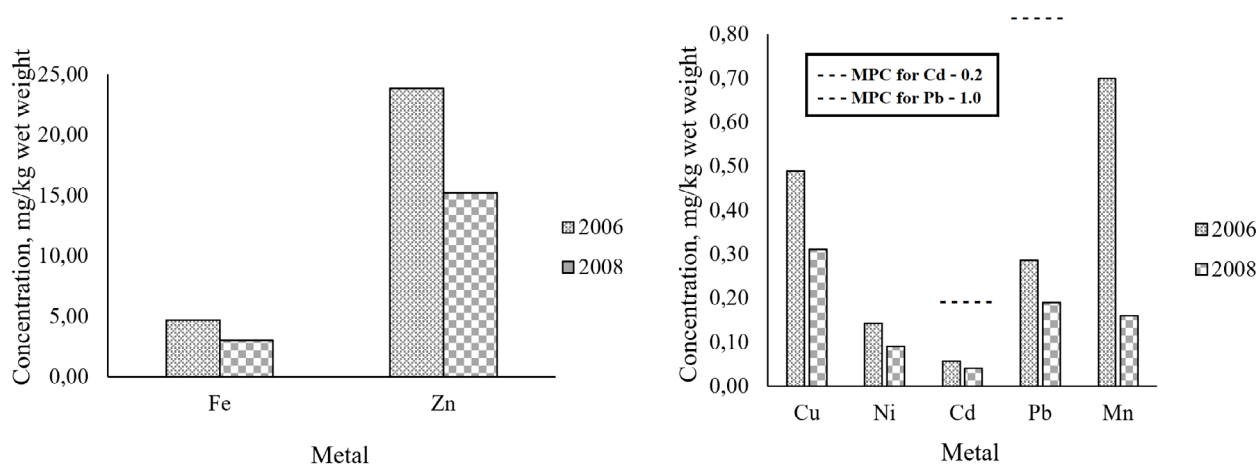 Concentration, mg/kg wet weight
25,00
20,00
15,00
10,00
5,00
0,00
Fe
Zn
Metal
2006
2008
Concentration, mg/kg wet weight
0,80
0,70
0,60
0,50
0,40
0,30
0,20
0,10
0,00
---- MPC for Cd - 0.2
---- MPC for Pb - 1.0
Cu
Ni
Cd
Pb
Mn
Metal
2006
2008